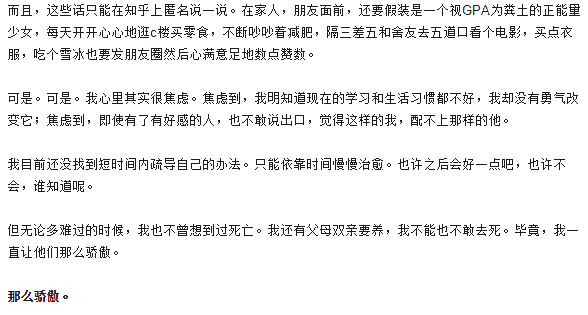 而且，这些话只能在知乎上匿名说一说。在家人，朋友面前，还要假装是一个视GPA为粪土的正能量
少女，每天开开心心地逛c楼买零食，不断吵吵着减肥，隔三差五和舍友去五道口看个电影，买点衣
服，吃个雪冰也要发朋友圈然后心满意足地数点赞数。
可是。可是。我心里其实很焦虑。焦虑到，我明知道现在的学习和生活习惯都不好，我却没有勇气改
变它；焦虑到，即使有了有好感的人，也不敢说出口，觉得这样的我，配不上那样的他。
我目前还没找到短时间内疏导自己的办法。只能依靠时间慢慢治愈。也许之后会好一点吧，也许不
会，谁知道呢。
但无论多难过的时候，我也不曾想到过死亡。我还有父母双亲要养，我不能也不敢去死。毕竟，我一
直让他们那么骄傲。
那么骄傲。